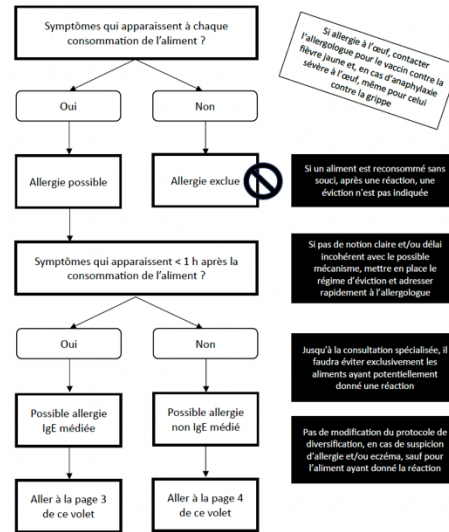 Symptômes qui apparaissent à chaque
consommation de l'aliment ?
Si allergie à l'œuf, contacter
l'allergologue pour le vaccin contre la
fièvre jaune et, en cas d'anaphylaxie
sévère à l'œuf, même pour celui
contre la grippe
Oui
Non
Allergie possible
Allergie exclue
Si un aliment est reconsommé sans
souci, après une réaction, une
éviction n'est pas indiquée
Symptômes qui apparaissent < 1 h après la
consommation de l'aliment ?
Si pas de notion claire et/ou délai
incohérent avec le possible
mécanisme, mettre en place le
régime d'éviction et adresser
rapidement à l'allergologue
Oui
Non
Jusqu'à la consultation spécialisée, il
faudra éviter exclusivement les
aliments ayant potentiellement
donné une réaction
Possible allergie
IgE médiée
Possible allergie
non IgE médié
Pas de modification du protocole de
diversification, en cas de suspicion
d'allergie et/ou eczéma, sauf pour
l'aliment ayant donné la réaction
Aller à la page 3
de ce volet
Aller à la page 4
de ce volet